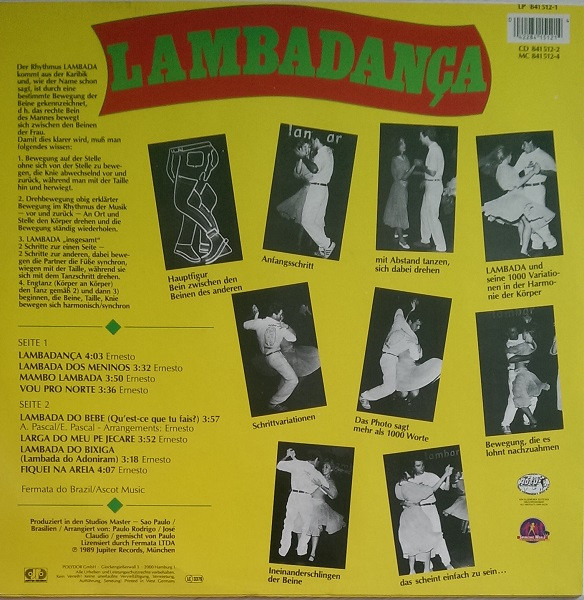 LP 841 512-1
CD 841 512-2
MC 841 512-4
LAMBADANÇA
Der Rhythmus LAMBADA
kommt aus der Karibik
und, wie der Name schon
sagt, ist durch eine
bestimmte Bewegung der
Beine gekennzeichnet,
d h. das rechte Bein
des Mannes bewegt
sich zwischen den Beinen
der Frau.
Damit dies klarer wird, muß man
folgendes wissen:
1. Bewegung auf der Stelle
ohne sich von der Stelle zu bewe-
gen, die Knie abwechselnd vor und
zurück, während man mit der Taille
hin und herwiegt.
2. Drehbewegung obig erklärter
Bewegung im Rhythmus der Musik
– vor und zurück – An Ort und
Stelle den Körper drehen und die
Bewegung ständig wiederholen.
3. LAMBADA „insgesamt"
2 Schritte zur einen Seite –
2 Schritte zur anderen, dabei bewe-
gen die Partner die Füße synchron,
wiegen mit der Taille, während sie
sich mit dem Tanzschritt drehen.
4. Engtanz (Körper an Körper)
den Tanz gemäß 2) und dann 3)
beginnen, die Beine, Taille, Knie
bewegen sich harmonisch/synchron
Hauptfigur
Bein zwischen den
Beinen des anderen
Anfangsschritt
mit Abstand tanzen,
sich dabei drehen
LAMBADA und
seine 1000 Variatio-
nen in der Harmo-
nie der Körper
Schrittvariationen
Das Photo sagt
mehr als 1000 Worte
Bewegung, die es
lohnt nachzuahmen
Ineinanderschlingen
der Beine
das scheint einfach zu sein...
SEITE 1
LAMBADANÇA 4:03 Ernesto
LAMBADA DOS MENINOS 3:32 Ernesto
MAMBO LAMBADA 3:50 Ernesto
VOU PRO NORTE 3:36 Ernesto
SEITE 2
LAMBADA DO BEBE (Qu'est-ce que tu fais?) 3:57
A. Pascal/E. Pascal - Arrangements: Ernesto
LARGA DO MEU PE JECARE 3:52 Ernesto
LAMBADA DO BIXIGA
(Lambada do Adoniram) 3:18 Ernesto
FIQUEI NA AREIA 4:07 Ernesto
Fermata do Brazil/Ascot Music
Produziert in den Studios Master – Sao Paulo /
Brasilien / Arrangiert von: Paulo Rodrigo / José
Claudio / gemischt von Paulo
Lizensiert durch Fermata LTDA
℗ 1989 Jupiter Records, München